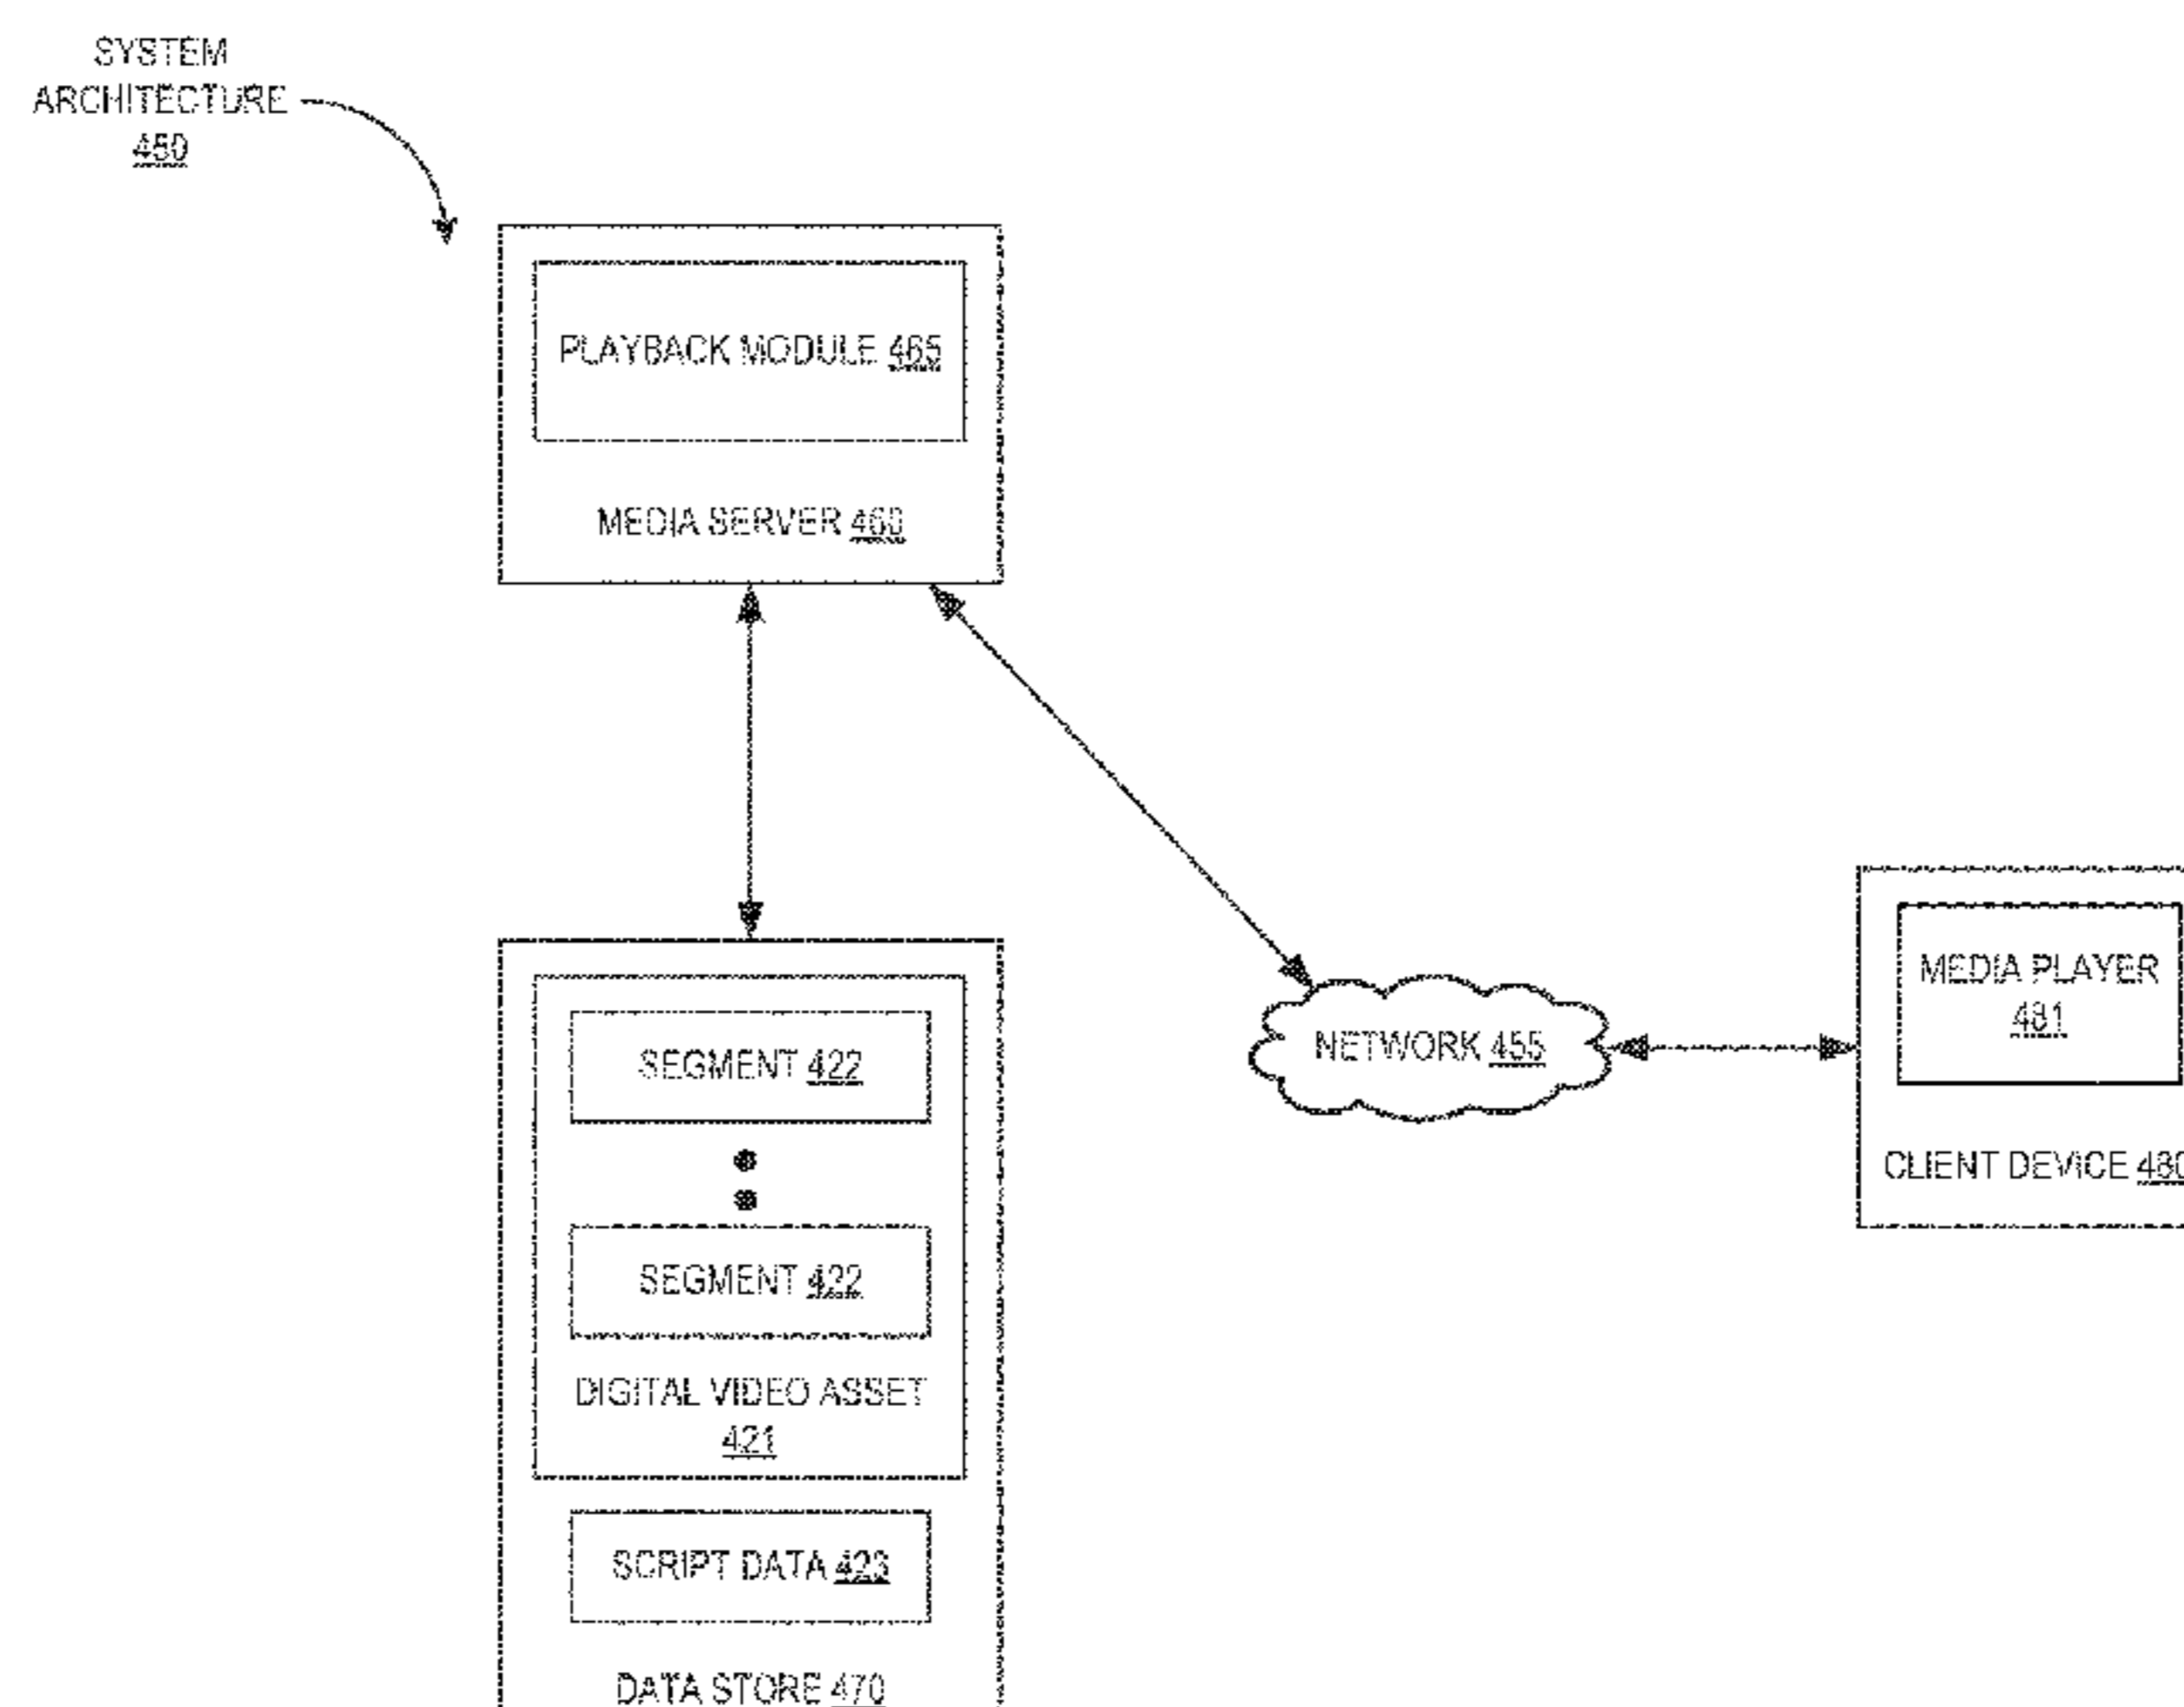 SYSTEM
ARCHITECTURE
450
PLAYBACK MODULE 465
MEDIA SERVER 460
SEGMENT 422
SEGMENT 422
DIGITAL VIDEO ASSET
421
SCRIPT DATA 423
DATA STORE 470
NETWORK 455
MEDIA PLAYER
481
CLIENT DEVICE 480